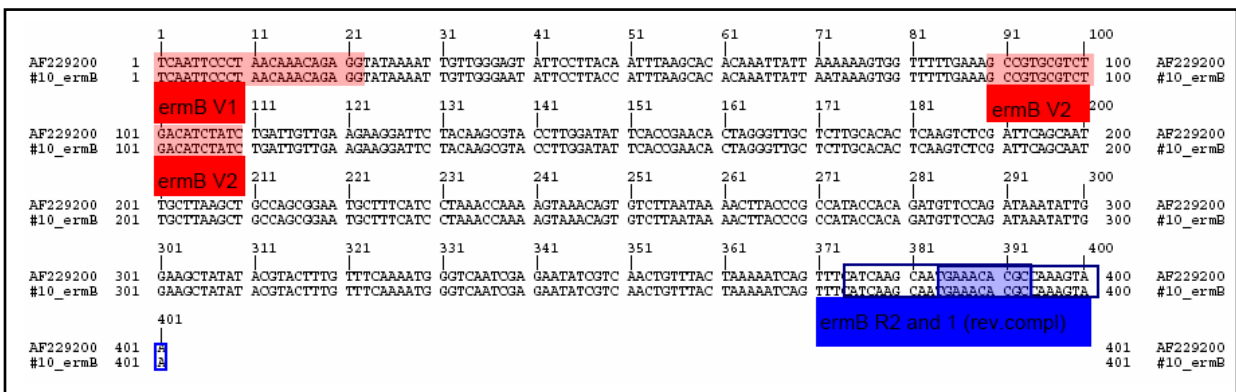 1 11 21 31 41 51 61 71 81 91 100
AF229200 1 TCAATTCCCT AACAAACAGA GGTATAAAAT TGTTGGGAGT ATTCCTTACA ATTTAAGCAC ACAAATTATT AAAAAAGTGG TTTTTGAAAG CCGTGCGTCT 100 AF229200
#10_ermB 1 TCAATTCCCT AACAAACAGA GGTATAAAAT TGTTGGGAAT ATTCCTTACC ATTTAAGCAC ACAAATTATT ATAAAAGTGG TTTTTGAAAG CCGTGCGTCT 100 #10_ermB
ermB V1 111 121 131 141 151 161 171 181 ermB V2 200
AF229200 101 GACATCTATC TGATTGTTGA AGAAGGATTC TACAAGCGTA CCTTGGATAT TCACCGAACA CTAGGGTTGC TCTTGCACAC TCAAGTCTCG ATTCAGCAAT 200 AF229200
#10_ermB 101 GACATCTATC TGATTGTTGA AGAAGGATTC TACAAGCGTA CCTTGGATAT TCACCGAACA CTAGGGTTGC TCTTGCACAC TCAAGTCTCG ATTCAGCAAT 200 #10_ermB
ermB V2 211 221 231 241 251 261 271 281 291 300
AF229200 201 TGCTTAAGCT GCCAGCGGAA TGCTTTCATC CTAAACCAAA AGTAAACAGT GTCTTAATAA AACTTACCCG CCATACCACA GATGTTCCAG ATAAATATTG 300 AF229200
#10_ermB 201 TGCTTAAGCT GCCAGCGGAA TGCTTTCATC CTAAACCAAA AGTAAACAGT GTCTTAATAA AACTTACCCG CCATACCACA GATGTTCCAG ATAAATATTG 300 #10_ermB
301 311 321 331 341 351 361 371 381 391 400
AF229200 301 GAAGCTATAT ACGTACTTTG TTTCAAAATG GGTCAATCGA GAATATCGTC AACTGTTTAC TAAAAATCAG TTTCATCAAG CAATGAAACA CGCCAAAGTA 400 AF229200
#10_ermB 301 GAAGCTATAT ACGTACTTTG TTTCAAAATG GGTCAATCGA GAATATCGTC AACTGTTTAC TAAAAATCAG TTTCATCAAG CAATGAAACA CGCCAAAGTA 400 #10_ermB
401 ermB R2 and 1 (rev.compl)
AF229200 401 A 401 AF229200
#10_ermB 401 A 401 #10_ermB